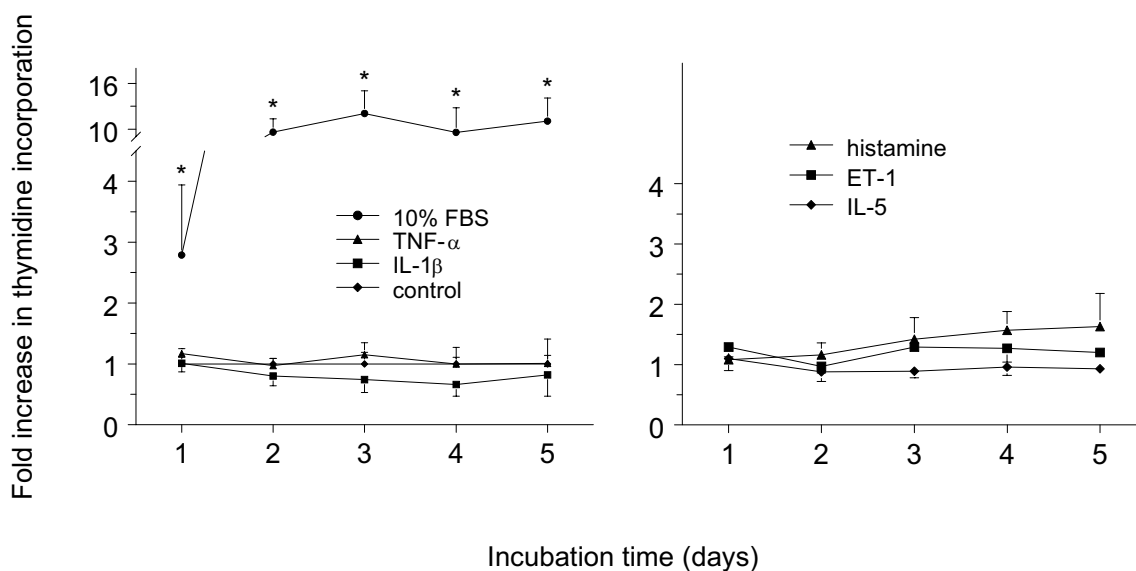 Fold increase in thymidine incorporation
16
10
4
3
2
1
0
*
*
*
*
*
10% FBS
TNF-α
IL-1β
control
1 2 3 4 5
4
3
2
1
0
histamine
ET-1
IL-5
1 2 3 4 5
Incubation time (days)